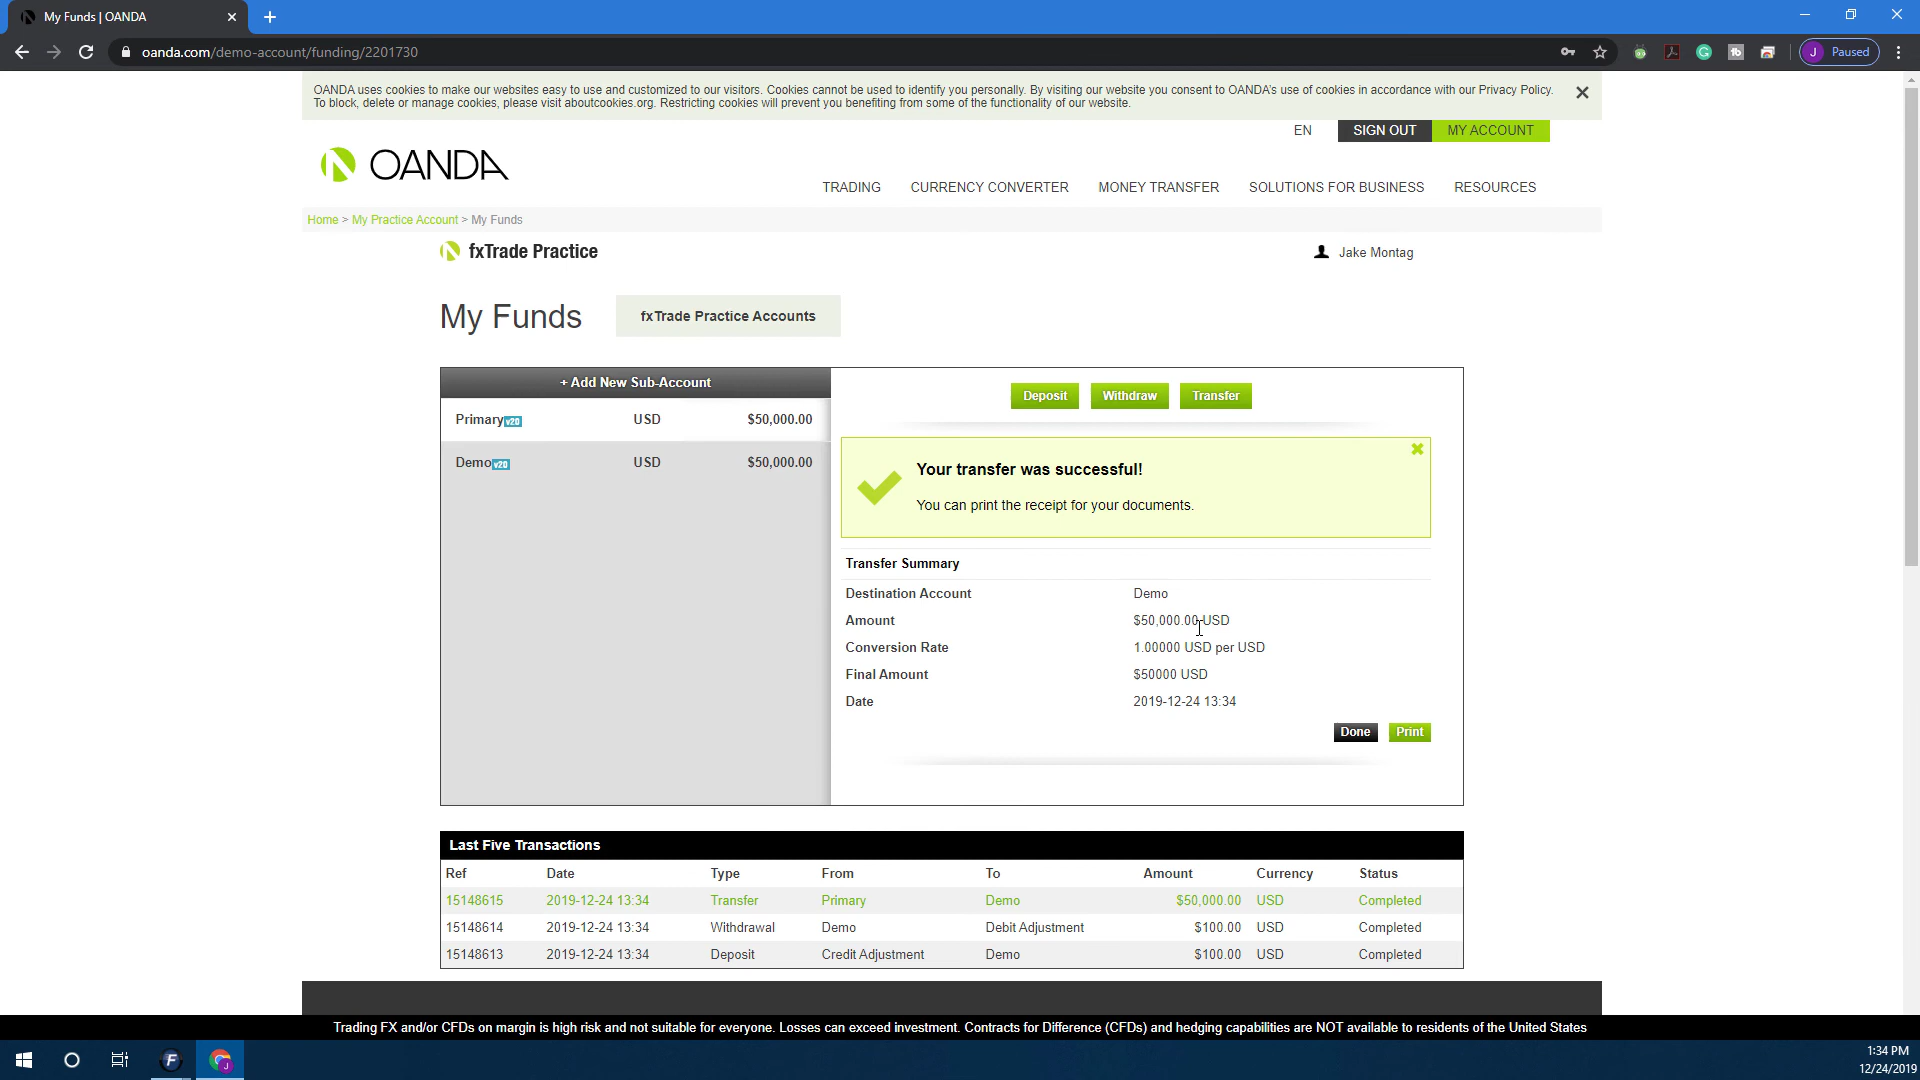 My Funds | OANDA
oanda.com/demo-account/funding/2201730
J Paused
OANDA uses cookies to make our websites easy to use and customized to our visitors. Cookies cannot be used to identify you personally. By visiting our website you consent to OANDA's use of cookies in accordance with our Privacy Policy.
To block, delete or manage cookies, please visit aboutcookies.org. Restricting cookies will prevent you benefiting from some of the functionality of our website.
EN SIGN OUT MY ACCOUNT
OANDA
TRADING CURRENCY CONVERTER MONEY TRANSFER SOLUTIONS FOR BUSINESS RESOURCES
Home > My Practice Account > My Funds
fxTrade Practice
Jake Montag
My Funds
fxTrade Practice Accounts
+ Add New Sub-Account
Primary v20 USD $50,000.00
Demo v20 USD $50,000.00
Deposit Withdraw Transfer
Your transfer was successful!
You can print the receipt for your documents.
Transfer Summary
Destination Account Demo
Amount $50,000.00 USD
Conversion Rate 1.00000 USD per USD
Final Amount $50000 USD
Date 2019-12-24 13:34
Done Print
Last Five Transactions
Ref Date Type From To Amount Currency Status
15148615 2019-12-24 13:34 Transfer Primary Demo $50,000.00 USD Completed
15148614 2019-12-24 13:34 Withdrawal Demo Debit Adjustment $100.00 USD Completed
15148613 2019-12-24 13:34 Deposit Credit Adjustment Demo $100.00 USD Completed
Trading FX and/or CFDs on margin is high risk and not suitable for everyone. Losses can exceed investment. Contracts for Difference (CFDs) and hedging capabilities are NOT available to residents of the United States
F
J
1:34 PM
12/24/2019